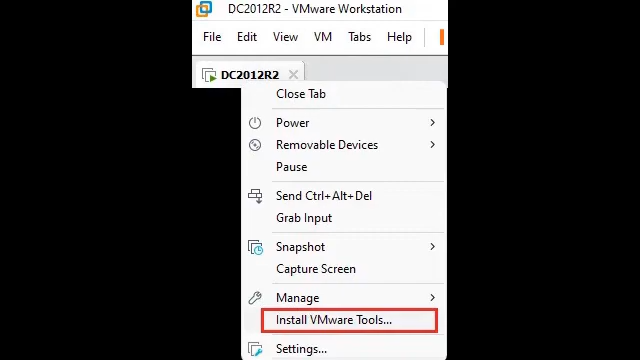 DC2012R2 - VMware Workstation
File Edit View VM Tabs Help
DC2012R2
Close Tab
Power
Removable Devices
Pause
Send Ctrl+Alt+Del
Grab Input
Snapshot
Capture Screen
Manage
Install VMware Tools...
Settings...